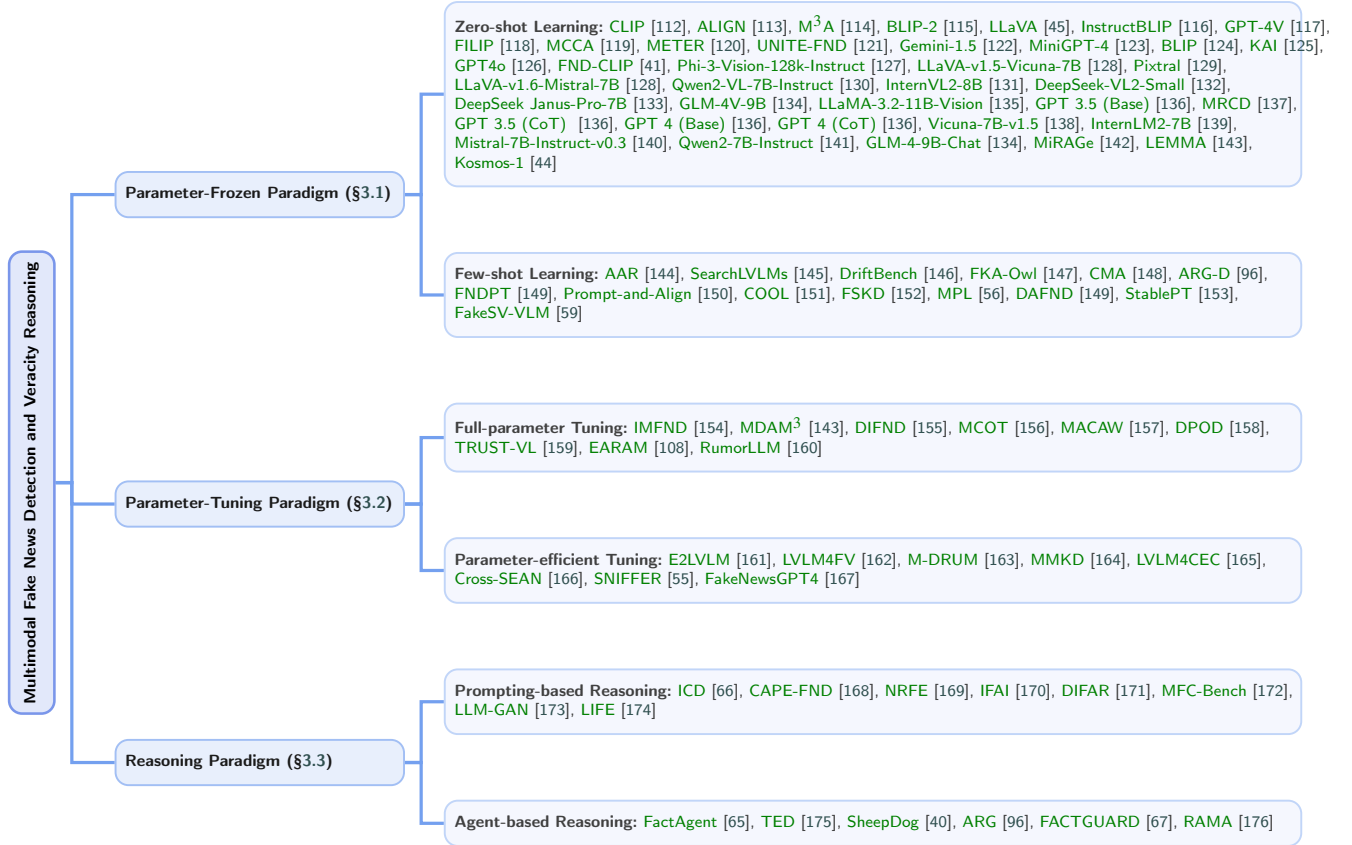 Multimodal Fake News Detection and Veracity Reasoning
Parameter-Frozen Paradigm (§3.1)
Zero-shot Learning: CLIP [112], ALIGN [113], M³A [114], BLIP-2 [115], LLaVA [45], InstructBLIP [116], GPT-4V [117],
FILIP [118], MCCA [119], METER [120], UNITE-FND [121], Gemini-1.5 [122], MiniGPT-4 [123], BLIP [124], KAI [125],
GPT4o [126], FND-CLIP [41], Phi-3-Vision-128k-Instruct [127], LLaVA-v1.5-Vicuna-7B [128], Pixtral [129],
LLaVA-v1.6-Mistral-7B [128], Qwen2-VL-7B-Instruct [130], InternVL2-8B [131], DeepSeek-VL2-Small [132],
DeepSeek Janus-Pro-7B [133], GLM-4V-9B [134], LLaMA-3.2-11B-Vision [135], GPT 3.5 (Base) [136], MRCD [137],
GPT 3.5 (CoT) [136], GPT 4 (Base) [136], GPT 4 (CoT) [136], Vicuna-7B-v1.5 [138], InternLM2-7B [139],
Mistral-7B-Instruct-v0.3 [140], Qwen2-7B-Instruct [141], GLM-4-9B-Chat [134], MiRAGe [142], LEMMA [143],
Kosmos-1 [44]
Few-shot Learning: AAR [144], SearchLVLMs [145], DriftBench [146], FKA-Owl [147], CMA [148], ARG-D [96],
FNDPT [149], Prompt-and-Align [150], COOL [151], FSKD [152], MPL [56], DAFND [149], StablePT [153],
FakeSV-VLM [59]
Parameter-Tuning Paradigm (§3.2)
Full-parameter Tuning: IMFND [154], MDAM³ [143], DIFND [155], MCOT [156], MACAW [157], DPOD [158],
TRUST-VL [159], EARAM [108], RumorLLM [160]
Parameter-efficient Tuning: E2LVLM [161], LVLM4FV [162], M-DRUM [163], MMKD [164], LVLM4CEC [165],
Cross-SEAN [166], SNIFFER [55], FakeNewsGPT4 [167]
Reasoning Paradigm (§3.3)
Prompting-based Reasoning: ICD [66], CAPE-FND [168], NRFE [169], IFAI [170], DIFAR [171], MFC-Bench [172],
LLM-GAN [173], LIFE [174]
Agent-based Reasoning: FactAgent [65], TED [175], SheepDog [40], ARG [96], FACTGUARD [67], RAMA [176]